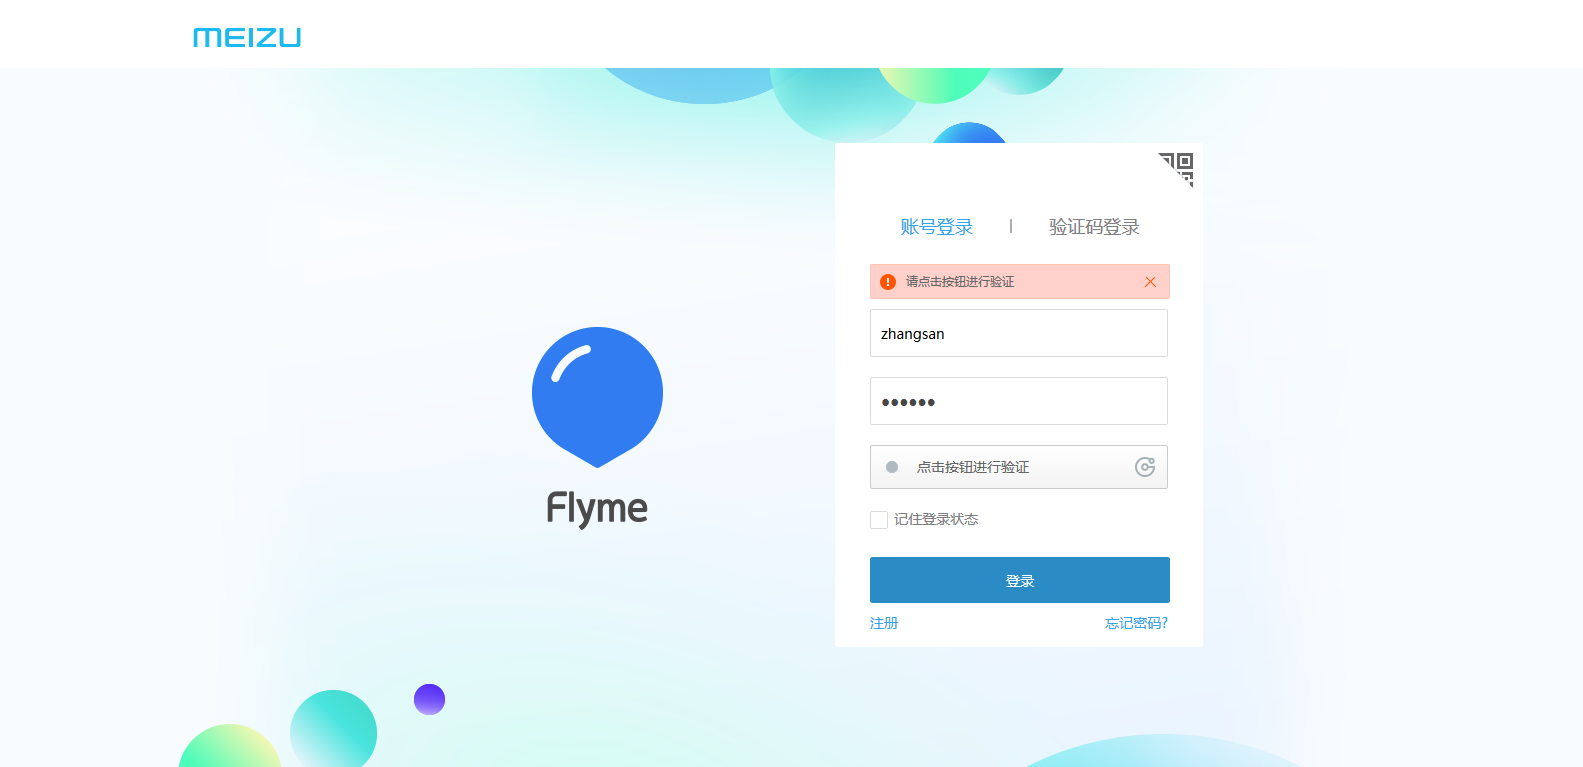 MEIZU
账号登录
验证码登录
请点击按钮进行验证
zhangsan
点击按钮进行验证
记住登录状态
登录
注册
忘记密码?
Flyme